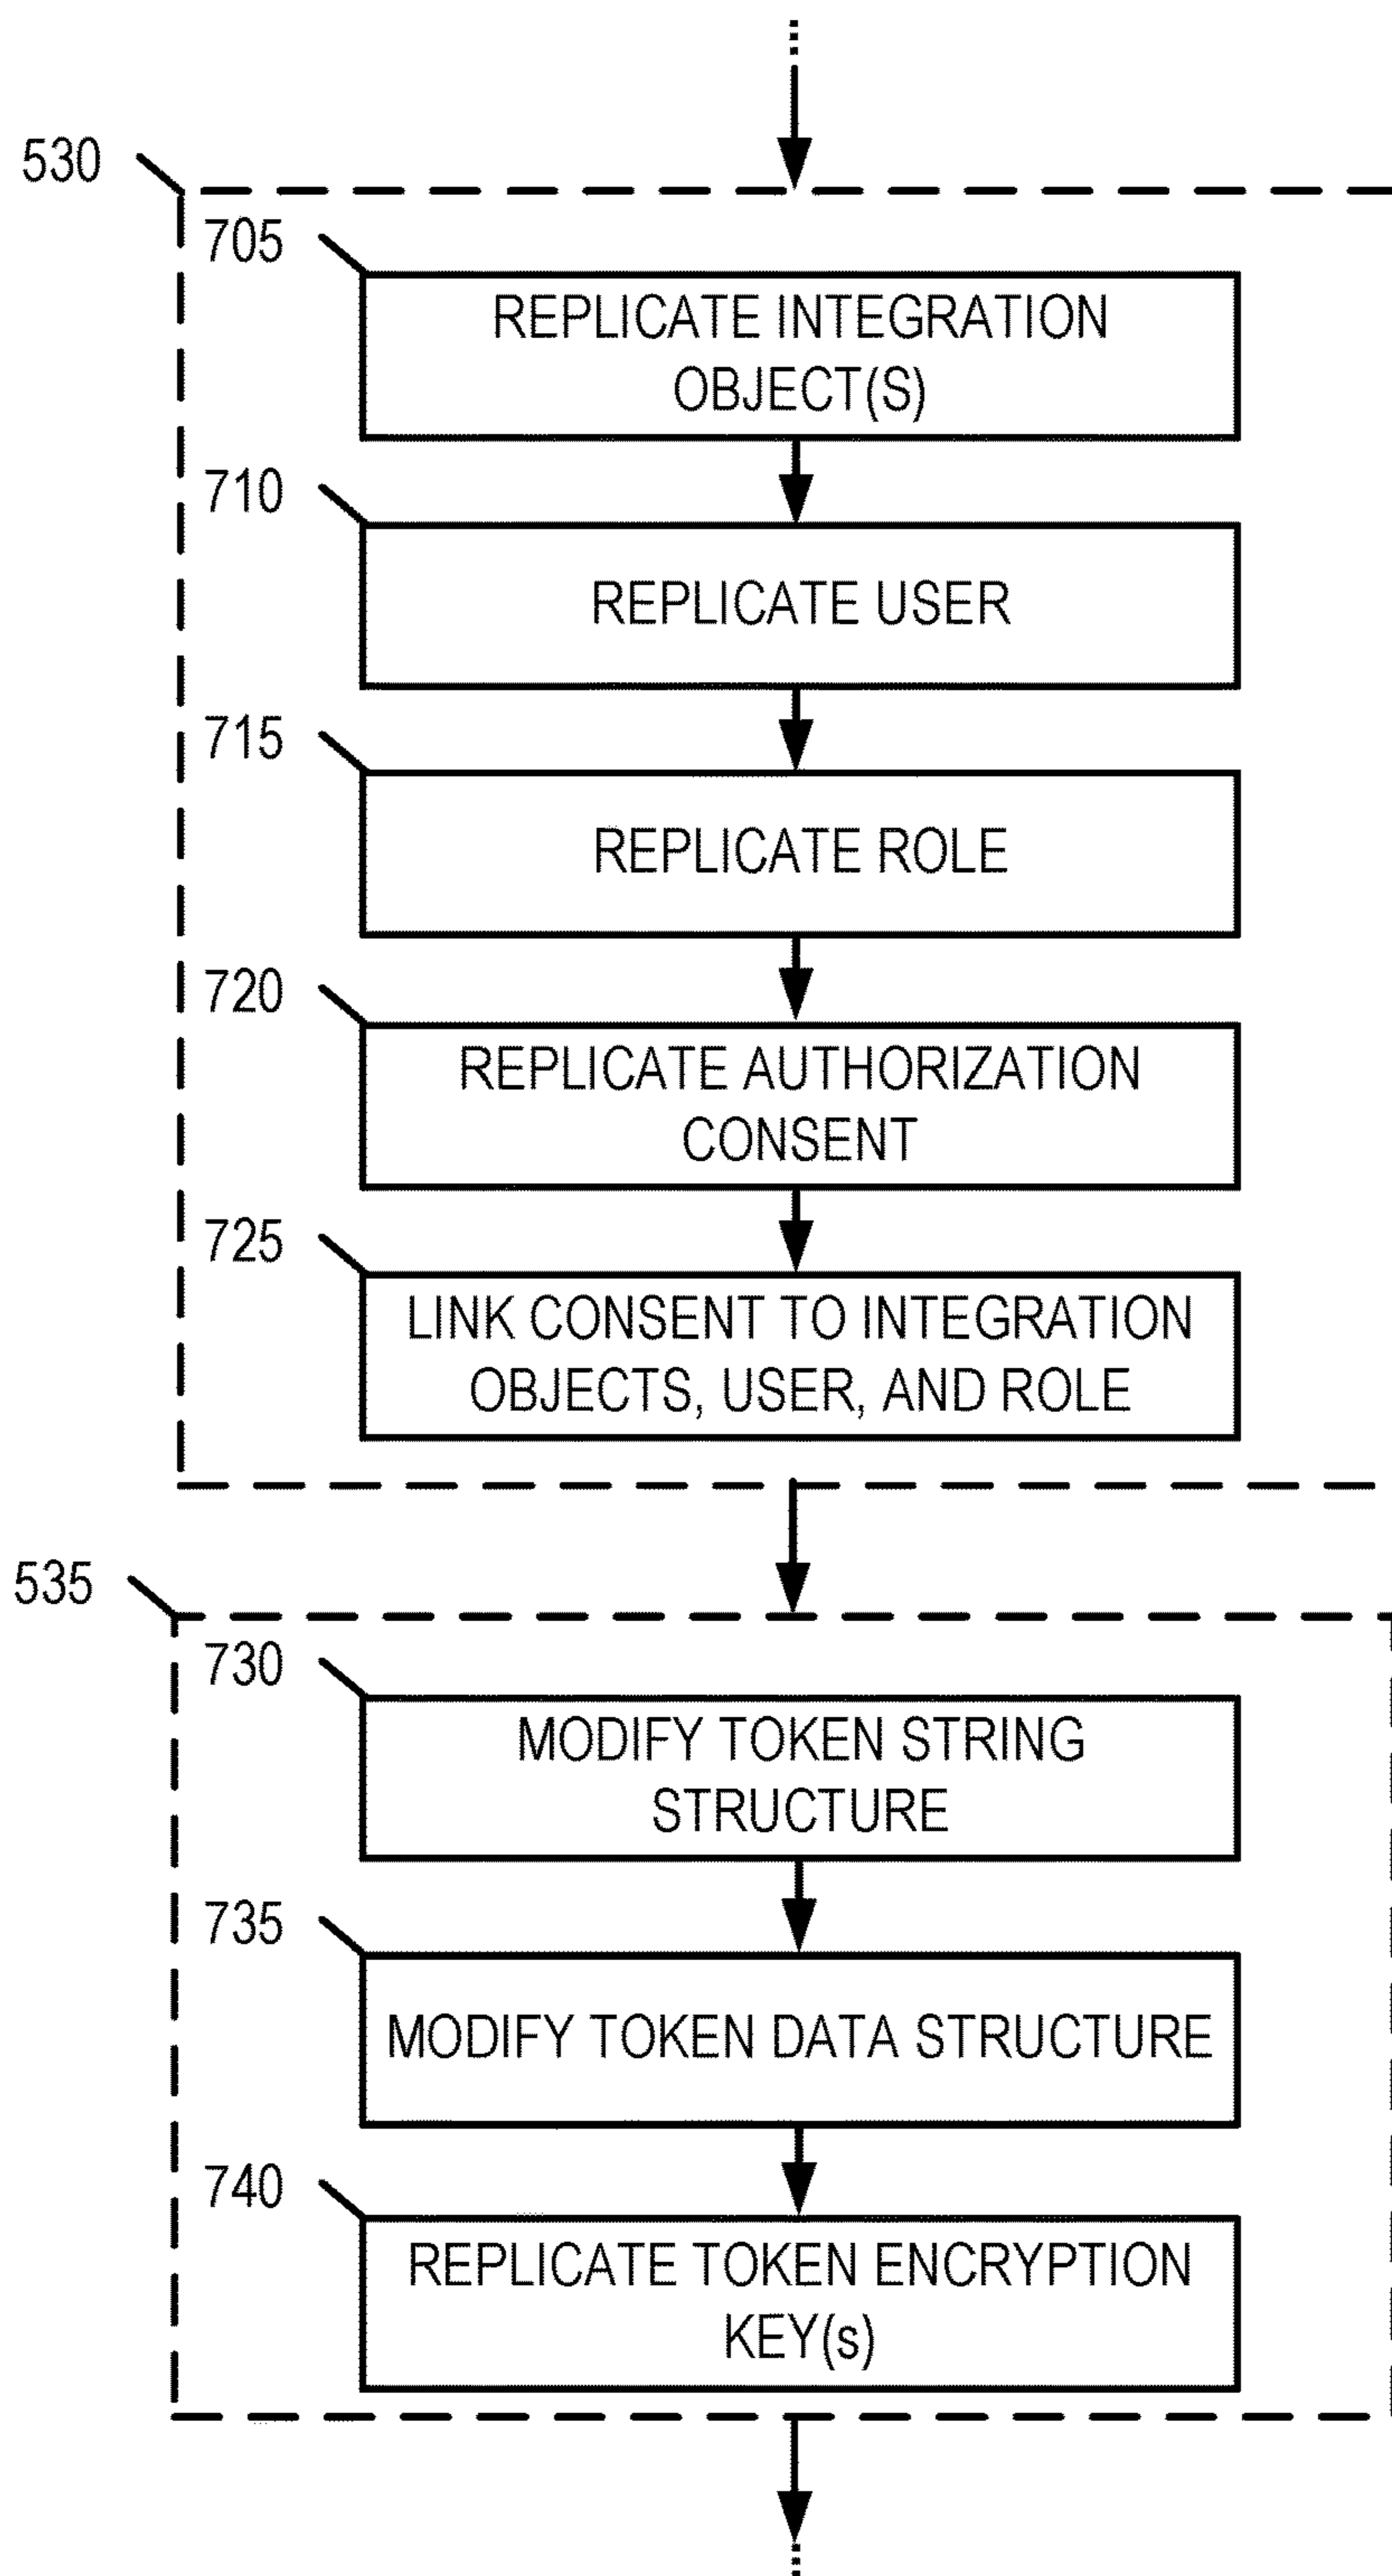 530
705
REPLICATE INTEGRATION
OBJECT(S)
710
REPLICATE USER
715
REPLICATE ROLE
720
REPLICATE AUTHORIZATION
CONSENT
725
LINK CONSENT TO INTEGRATION
OBJECTS, USER, AND ROLE
535
730
MODIFY TOKEN STRING
STRUCTURE
735
MODIFY TOKEN DATA STRUCTURE
740
REPLICATE TOKEN ENCRYPTION
KEY(s)